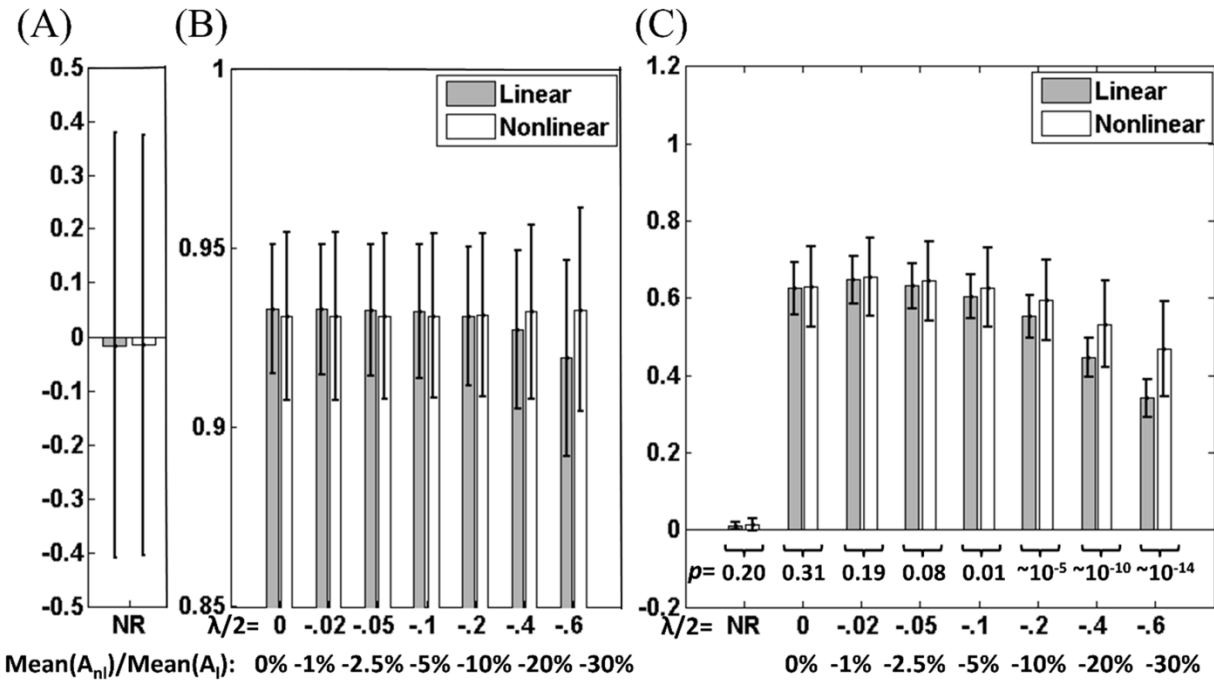 (A)
0.5
0.4
0.3
0.2
0.1
0
-0.1
-0.2
-0.3
-0.4
-0.5
NR
(B)
1
0.95
0.9
0.85
Linear
Nonlinear
λ/2= 0 -.02 -.05 -.1 -.2 -.4 -.6
Mean(Anl)/Mean(Al): 0% -1% -2.5% -5% -10% -20% -30%
(C)
1.2
1
0.8
0.6
0.4
0.2
0
-0.2
Linear
Nonlinear
p= 0.20 0.31 0.19 0.08 0.01 ~10-5 ~10-10 ~10-14
λ/2= NR 0 -.02 -.05 -.1 -.2 -.4 -.6
0% -1% -2.5% -5% -10% -20% -30%